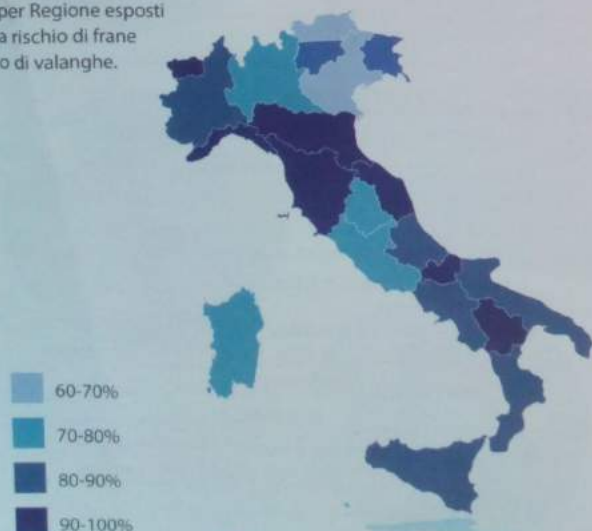 per Regione esposti
a rischio di frane
o di valanghe.
60-70%
70-80%
80-90%
90-100%